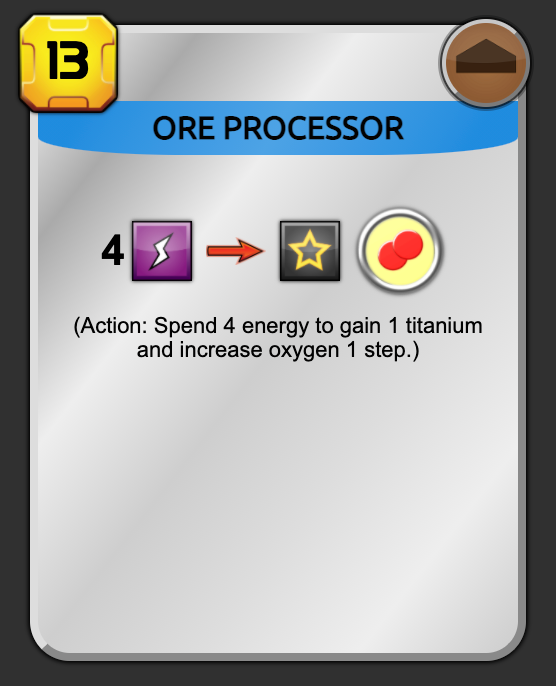 13
ORE PROCESSOR
4
(Action: Spend 4 energy to gain 1 titanium
and increase oxygen 1 step.)